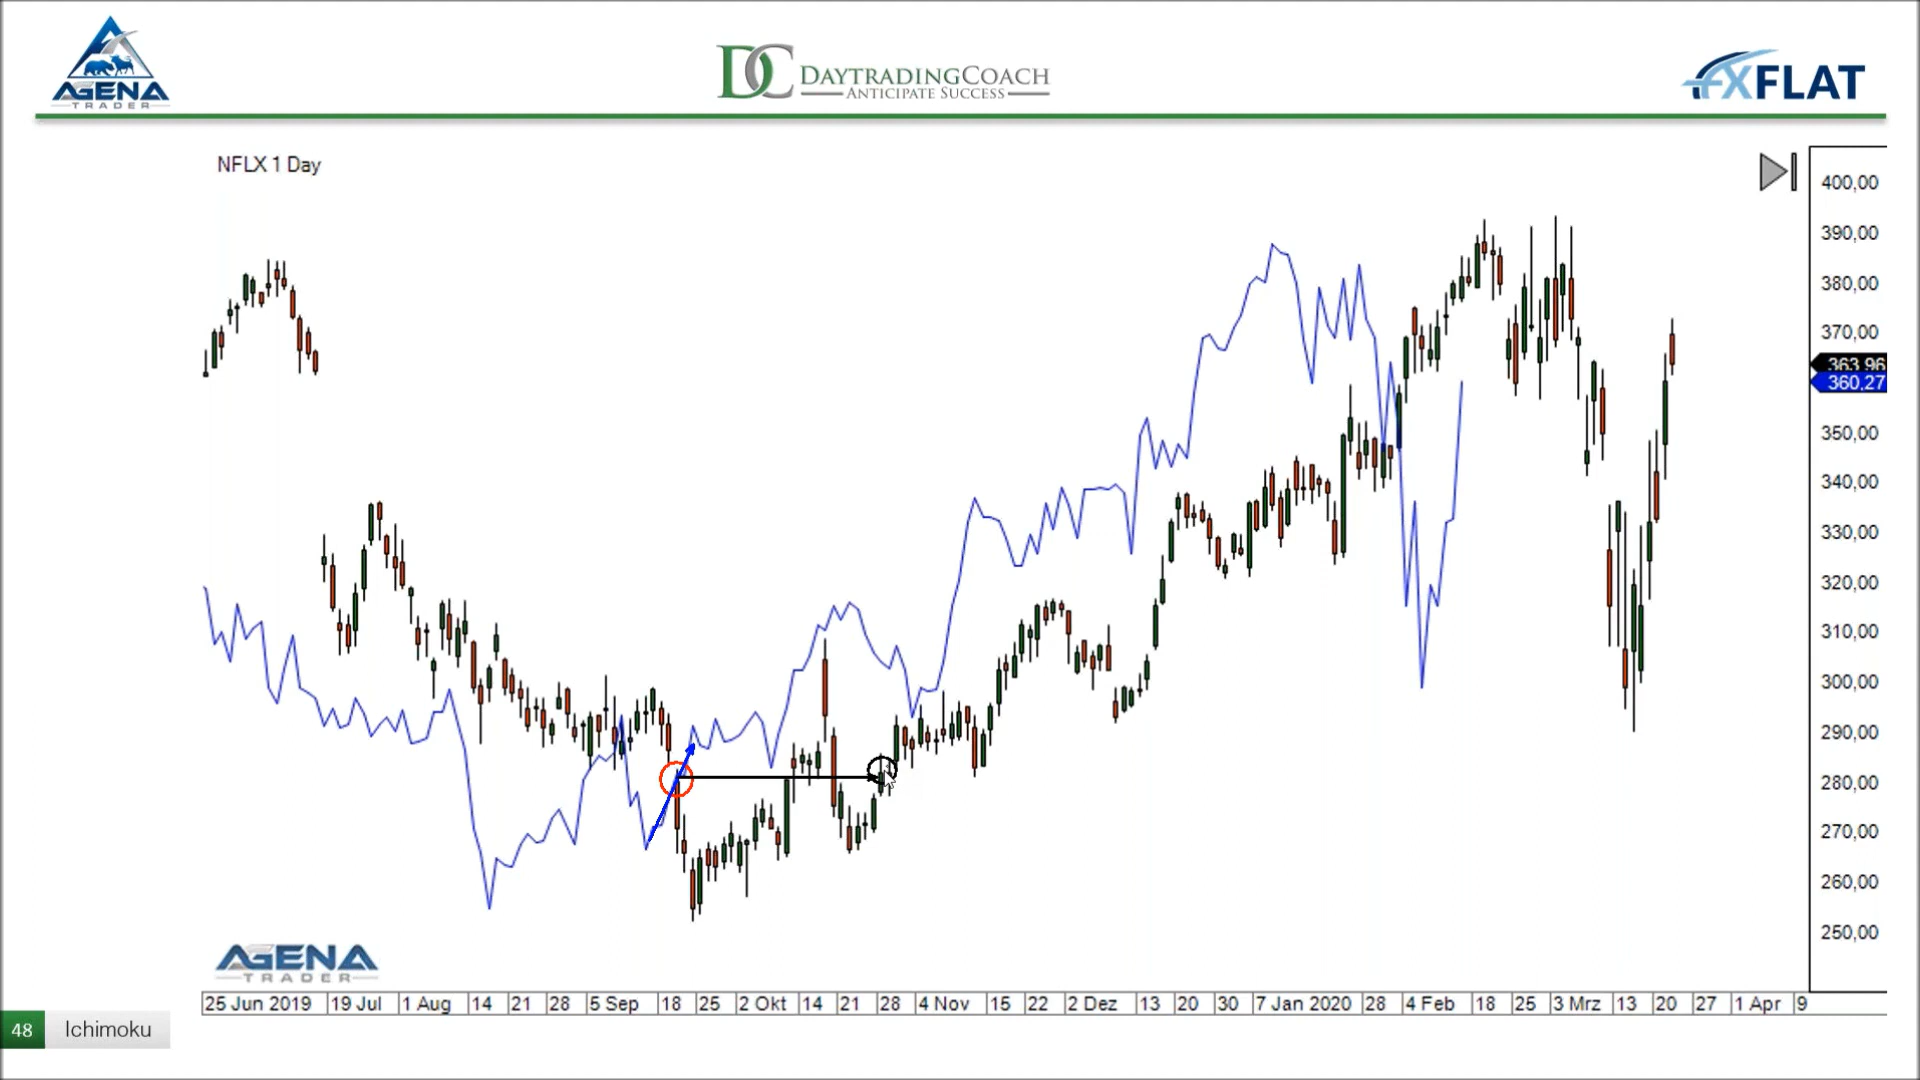 AGENA
TRADER
DC DAYTRADINGCOACH
ANTICIPATE SUCCESS
FXFLAT
NFLX 1 Day
400,00
390,00
380,00
370,00
363,96
360,27
350,00
340,00
330,00
320,00
310,00
300,00
290,00
280,00
270,00
260,00
250,00
AGENA
TRADER
25 Jun 2019 19 Jul 1 Aug 14 21 28 5 Sep 18 25 2 Okt 14 21 28 4 Nov 15 22 2 Dez 13 20 30 7 Jan 2020 28 4 Feb 18 25 3 Mrz 13 20 27 1 Apr 9
48 Ichimoku